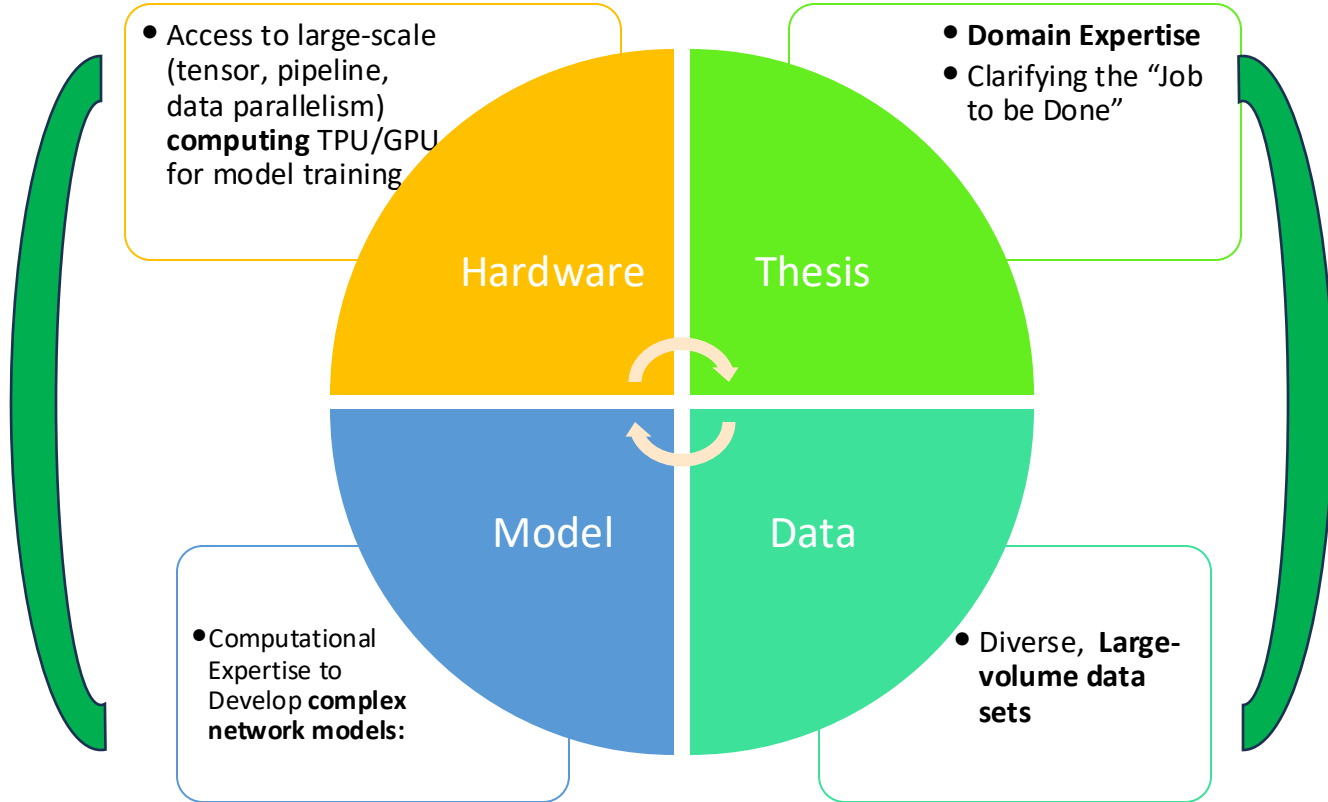 • Access to large-scale
(tensor, pipeline,
data parallelism)
computing TPU/GPU
for model training
• Domain Expertise
• Clarifying the “Job
to be Done”
Hardware
Thesis
Model
Data
• Computational
Expertise to
Develop complex
network models:
• Diverse, Large-
volume data
sets